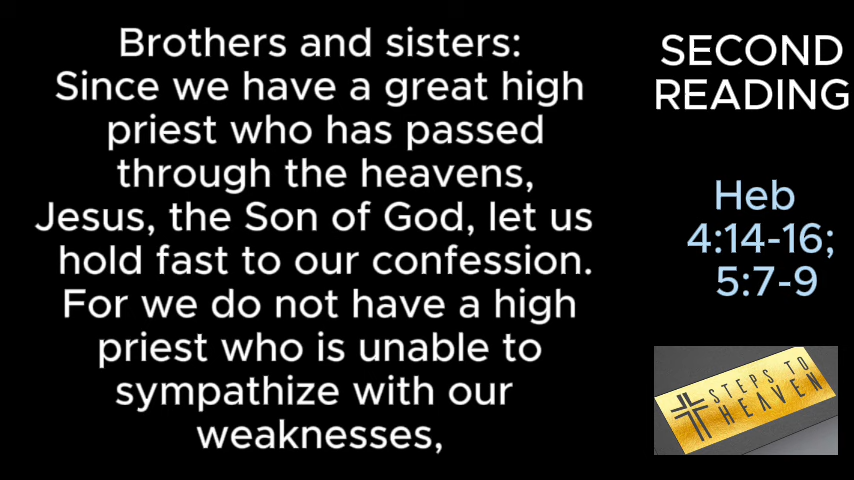 Brothers and sisters:
Since we have a great high
priest who has passed
through the heavens,
Jesus, the Son of God, let us
hold fast to our confession.
For we do not have a high
priest who is unable to
sympathize with our
weaknesses,
SECOND
READING
Heb
4:14-16;
5:7-9
STEPS TO
HEAVEN